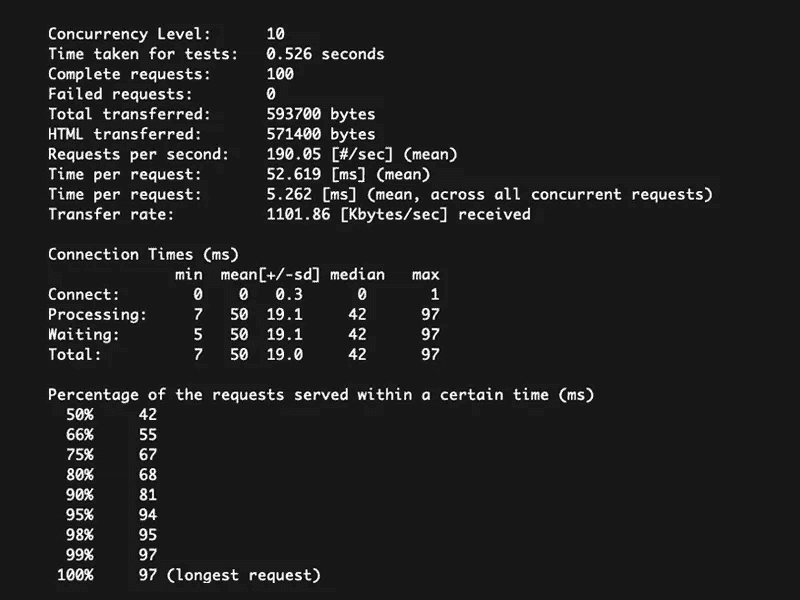 Concurrency Level:      10
Time taken for tests:   0.526 seconds
Complete requests:      100
Failed requests:        0
Total transferred:      593700 bytes
HTML transferred:       571400 bytes
Requests per second:    190.05 [#/sec] (mean)
Time per request:       52.619 [ms] (mean)
Time per request:       5.262 [ms] (mean, across all concurrent requests)
Transfer rate:          1101.86 [Kbytes/sec] received

Connection Times (ms)
              min  mean[+/-sd] median   max
Connect:        0    0   0.3      0       1
Processing:     7   50  19.1     42      97
Waiting:        5   50  19.1     42      97
Total:          7   50  19.0     42      97

Percentage of the requests served within a certain time (ms)
  50%     42
  66%     55
  75%     67
  80%     68
  90%     81
  95%     94
  98%     95
  99%     97
 100%     97 (longest request)